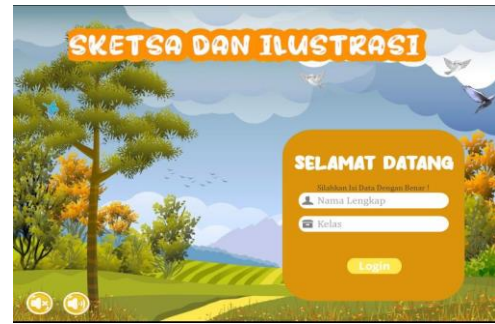 SKETSA DAN ILUSTRASI
SELAMAT DATANG
Silahkan Isi Data Dengan Benar !
Nama Lengkap
Kelas
Login